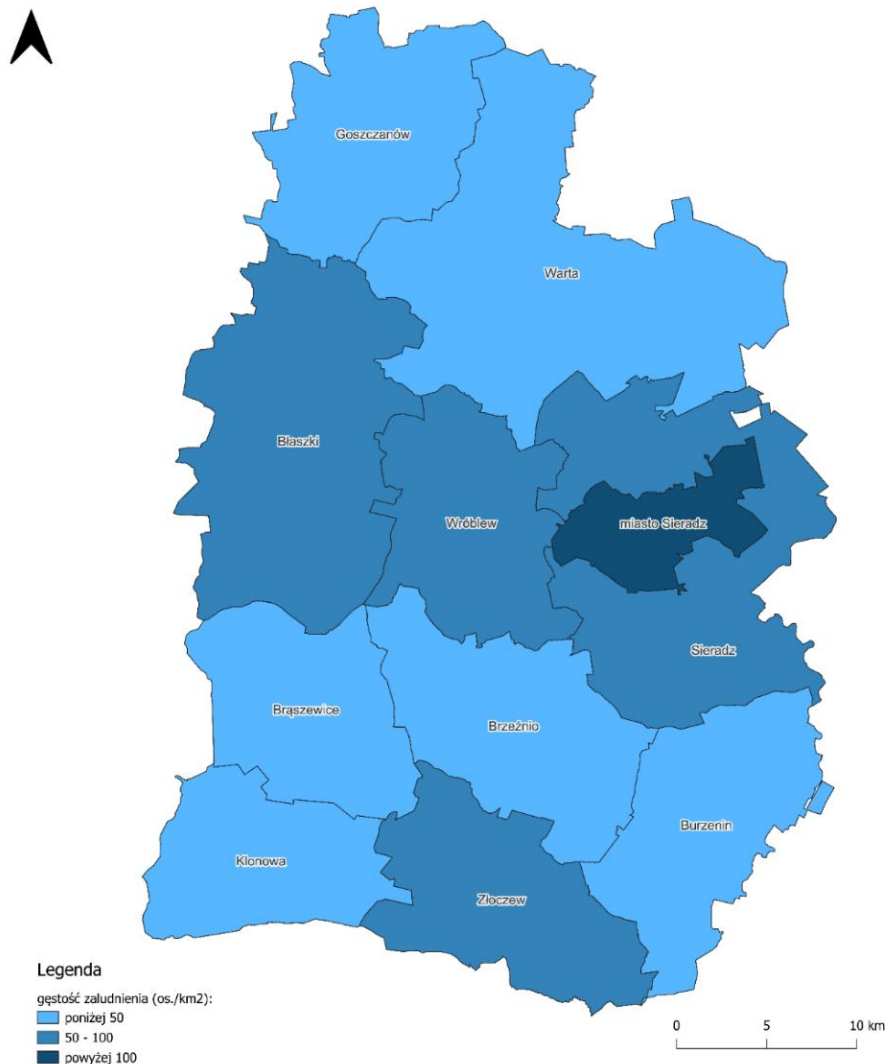 Goszczanów
Warta
Błaszki
Wróblew
miasto Sieradz
Sieradz
Brąszewice
Brzeźnio
Burzenin
Klonowa
Złoczew
Legenda
gęstość zaludnienia (os./km2):
poniżej 50
50 - 100
powyżej 100
0 5 10 km